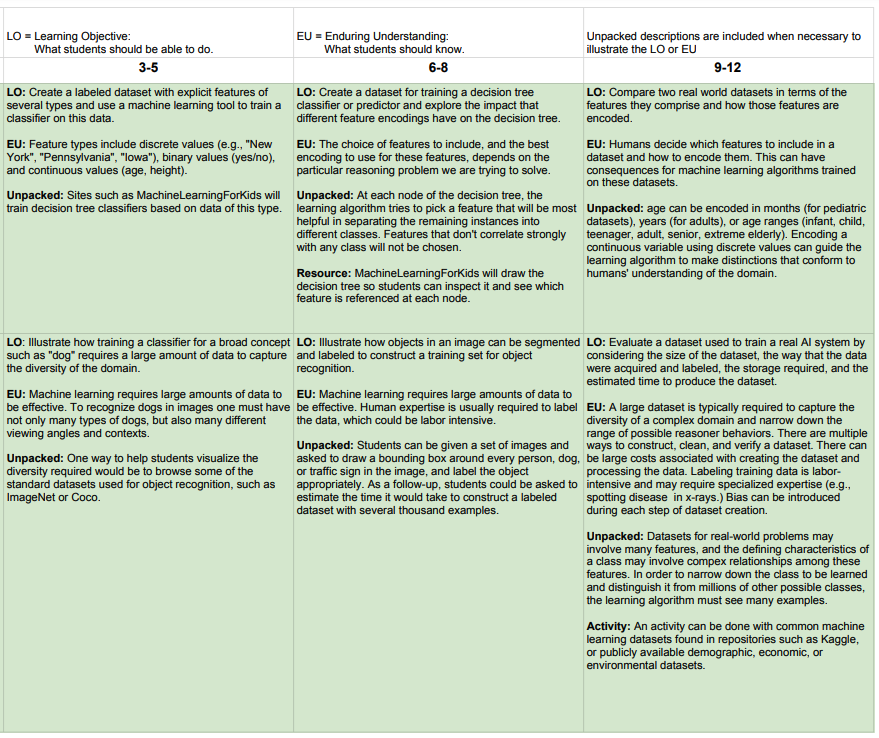 LO = Learning Objective:
What students should be able to do.
EU = Enduring Understanding:
What students should know.
Unpacked descriptions are included when necessary to
illustrate the LO or EU
3-5
6-8
9-12
LO: Create a labeled dataset with explicit features of
several types and use a machine learning tool to train a
classifier on this data.
EU: Feature types include discrete values (e.g., "New
York", "Pennsylvania", "Iowa"), binary values (yes/no),
and continuous values (age, height).
Unpacked: Sites such as MachineLearningForKids will
train decision tree classifiers based on data of this type.
LO: Create a dataset for training a decision tree
classifier or predictor and explore the impact that
different feature encodings have on the decision tree.
EU: The choice of features to include, and the best
encoding to use for these features, depends on the
particular reasoning problem we are trying to solve.
Unpacked: At each node of the decision tree, the
learning algorithm tries to pick a feature that will be most
helpful in separating the remaining instances into
different classes. Features that don't correlate strongly
with any class will not be chosen.
Resource: MachineLearningForKids will draw the
decision tree so students can inspect it and see which
feature is referenced at each node.
LO: Compare two real world datasets in terms of the
features they comprise and how those features are
encoded.
EU: Humans decide which features to include in a
dataset and how to encode them. This can have
consequences for machine learning algorithms trained
on these datasets.
Unpacked: age can be encoded in months (for pediatric
datasets), years (for adults), or age ranges (infant, child,
teenager, adult, senior, extreme elderly). Encoding a
continuous variable using discrete values can guide the
learning algorithm to make distinctions that conform to
humans' understanding of the domain.
LO: Illustrate how training a classifier for a broad concept
such as "dog" requires a large amount of data to capture
the diversity of the domain.
EU: Machine learning requires large amounts of data to
be effective. To recognize dogs in images one must have
not only many types of dogs, but also many different
viewing angles and contexts.
Unpacked: One way to help students visualize the
diversity required would be to browse some of the
standard datasets used for object recognition, such as
ImageNet or Coco.
LO: Illustrate how objects in an image can be segmented
and labeled to construct a training set for object
recognition.
EU: Machine learning requires large amounts of data to
be effective. Human expertise is usually required to label
the data, which could be labor intensive.
Unpacked: Students can be given a set of images and
asked to draw a bounding box around every person, dog,
or traffic sign in the image, and label the object
appropriately. As a follow-up, students could be asked to
estimate the time it would take to construct a labeled
dataset with several thousand examples.
LO: Evaluate a dataset used to train a real AI system by
considering the size of the dataset, the way that the data
were acquired and labeled, the storage required, and the
estimated time to produce the dataset.
EU: A large dataset is typically required to capture the
diversity of a complex domain and narrow down the
range of possible reasoner behaviors. There are multiple
ways to construct, clean, and verify a dataset. There can
be large costs associated with creating the dataset and
processing the data. Labeling training data is labor-
intensive and may require specialized expertise (e.g.,
spotting disease in x-rays.) Bias can be introduced
during each step of dataset creation.
Unpacked: Datasets for real-world problems may
involve many features, and the defining characteristics of
a class may involve compex relationships among these
features. In order to narrow down the class to be learned
and distinguish it from millions of other possible classes,
the learning algorithm must see many examples.
Activity: An activity can be done with common machine
learning datasets found in repositories such as Kaggle,
or publicly available demographic, economic, or
environmental datasets.